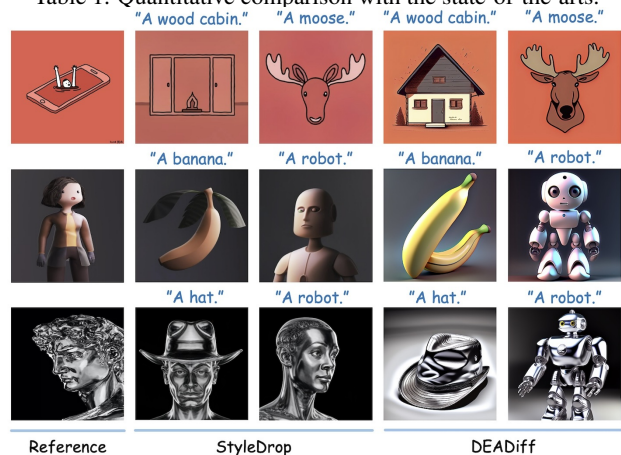 Table 1. Quantitative comparison with the state-of-the-arts.
"A wood cabin." "A moose." "A wood cabin." "A moose."
"A banana." "A robot." "A banana." "A robot."
"A hat." "A robot." "A hat." "A robot."
Reference StyleDrop DEADiff